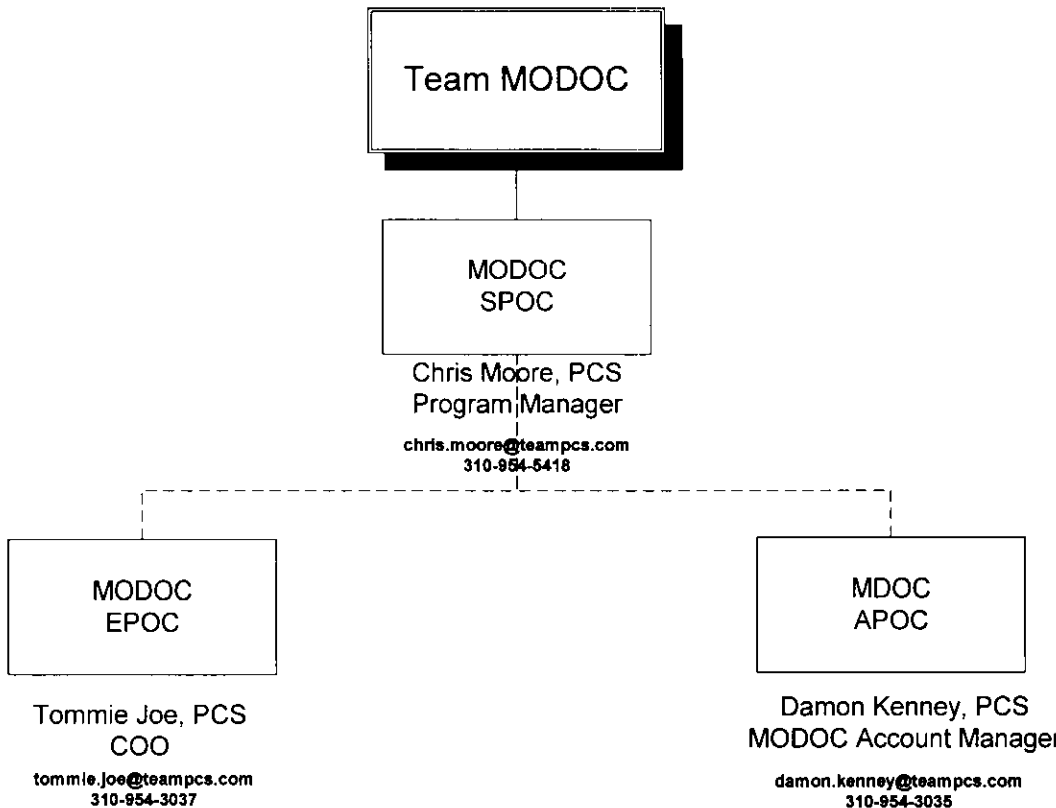 Team MODOC
MODOC
SPOC
Chris Moore, PCS
Program Manager
chris.moore@teampcs.com
310-954-5418
MODOC
EPOC
Tommie Joe, PCS
COO
tommie.joe@teampcs.com
310-954-3037
MDOC
APOC
Damon Kenney, PCS
MODOC Account Manager
damon.kenney@teampcs.com
310-954-3035